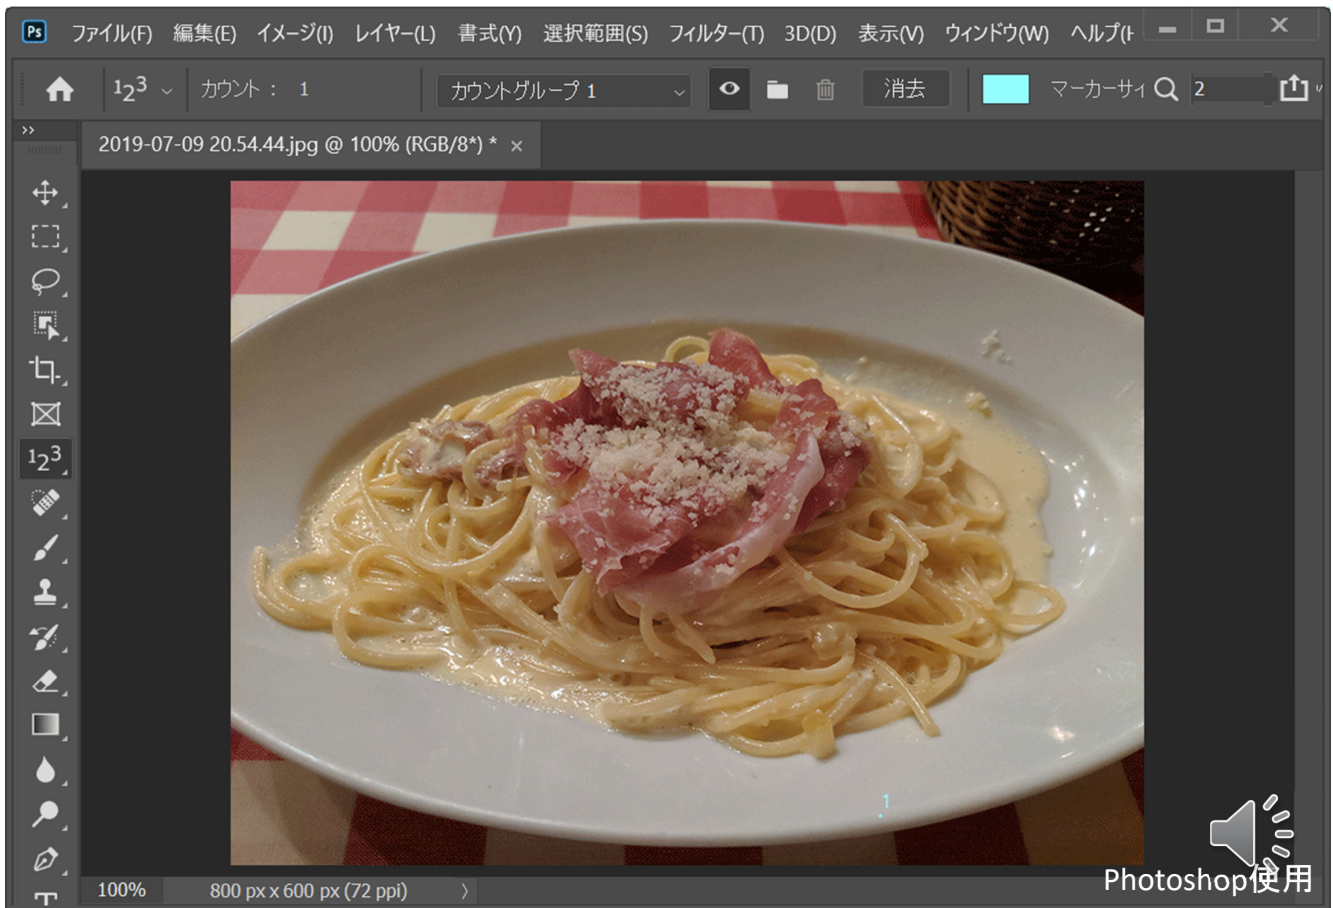 Ps ファイル(F) 編集(E) イメージ(I) レイヤー(L) 書式(Y) 選択範囲(S) フィルター(T) 3D(D) 表示(V) ウィンドウ(W) ヘルプ(H
123 カウント : 1 カウントグループ 1 消去 マーカーサイ 2
2019-07-09 20.54.44.jpg @ 100% (RGB/8*) *
123
1
100% 800 px x 600 px (72 ppi)
Photoshop使用